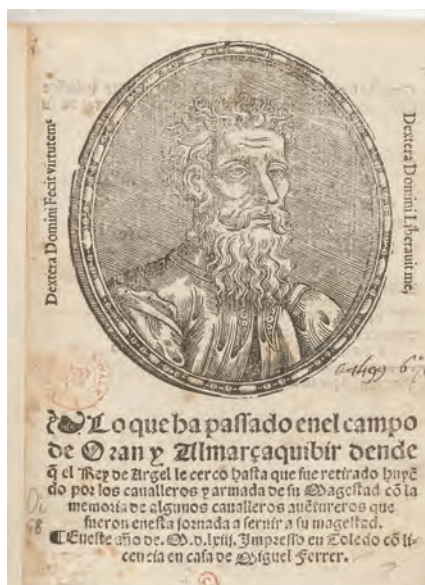 Dextera Domini Fecit virtutem
Dextera Domini Liberavit me,
Lo que ha passado enel campo
de Oran y Almarçaquibir dende
q̃ el Rey de Argel le cerco hasta que fue retirado huyẽ
do por los caualleros y armada de su Magestad cõ la
memoria de algunos caualleros auẽtureros que
fueron enesta jornada a seruir a su magestad.
¶ Eneste año de. M.D.lxiij. Impresso en Toledo cõ li
cencia en casa de Miguel Ferrer.